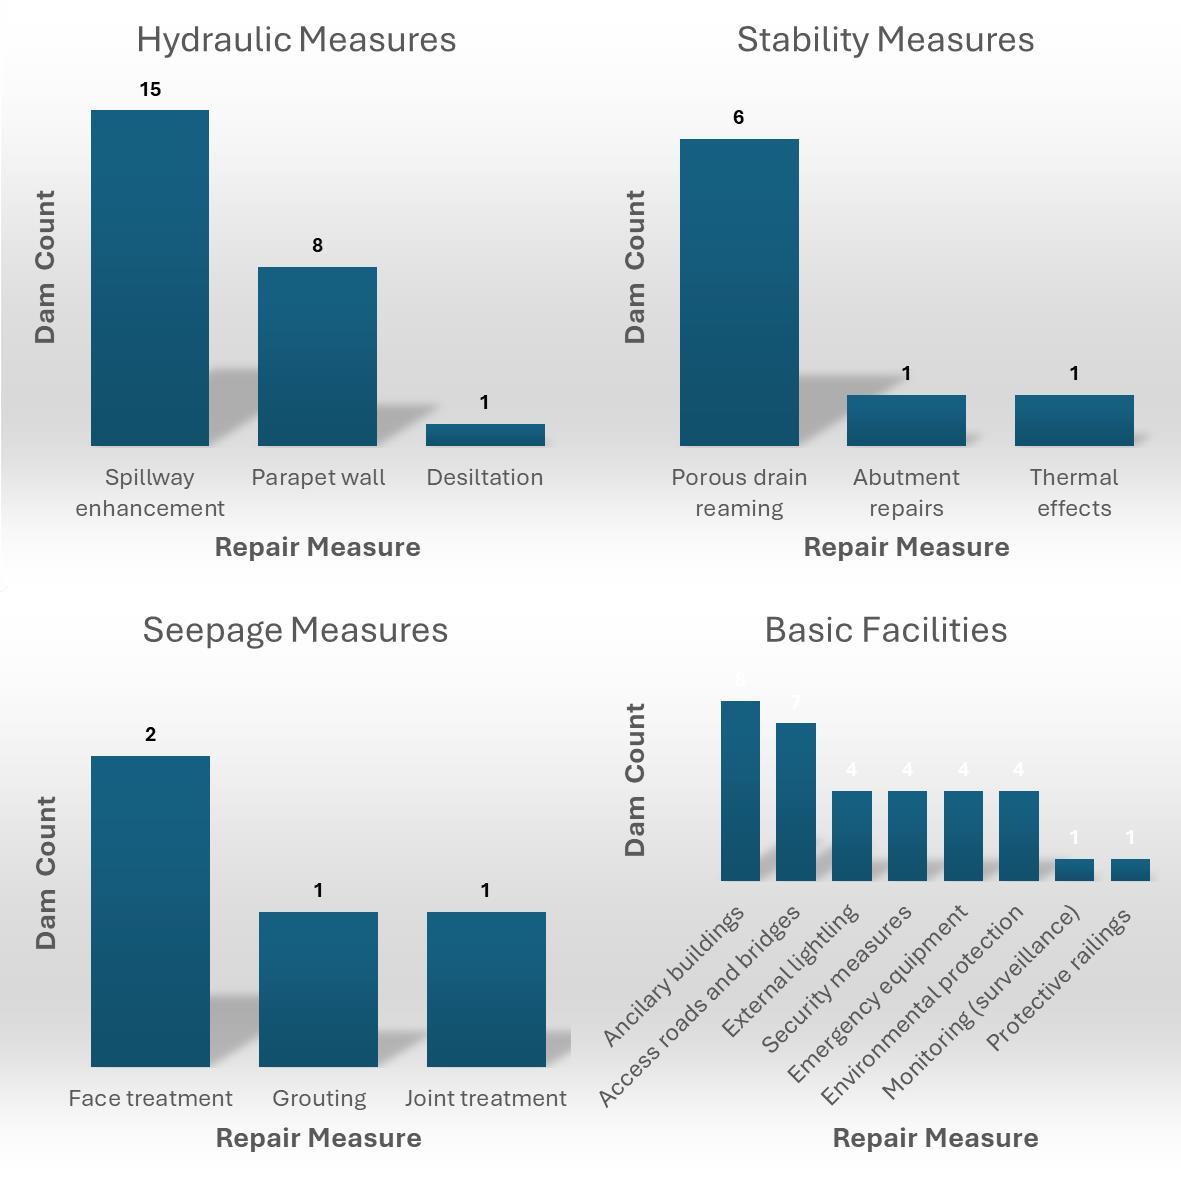 Hydraulic Measures
15
8
1
Dam Count
Spillway
enhancement
Parapet wall
Desiltation
Repair Measure
Stability Measures
6
1
1
Dam Count
Porous drain
reaming
Abutment
repairs
Thermal
effects
Repair Measure
Seepage Measures
2
1
1
Dam Count
Face treatment
Grouting
Joint treatment
Repair Measure
Basic Facilities
8
7
4
4
4
4
1
1
Dam Count
Ancilary buildings
Access roads and bridges
External lightling
Security measures
Emergency equipment
Environmental protection
Monitoring (surveillance)
Protective railings
Repair Measure